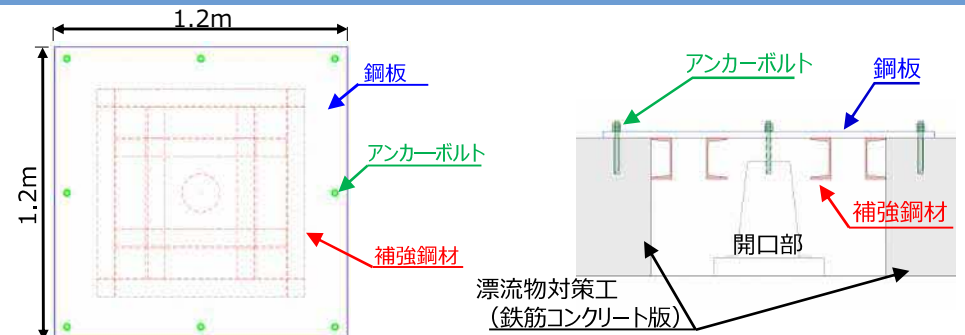 1.2m
1.2m
鋼板
アンカーボルト
補強鋼材
アンカーボルト
鋼板
補強鋼材
開口部
漂流物対策工
（鉄筋コンクリート版）